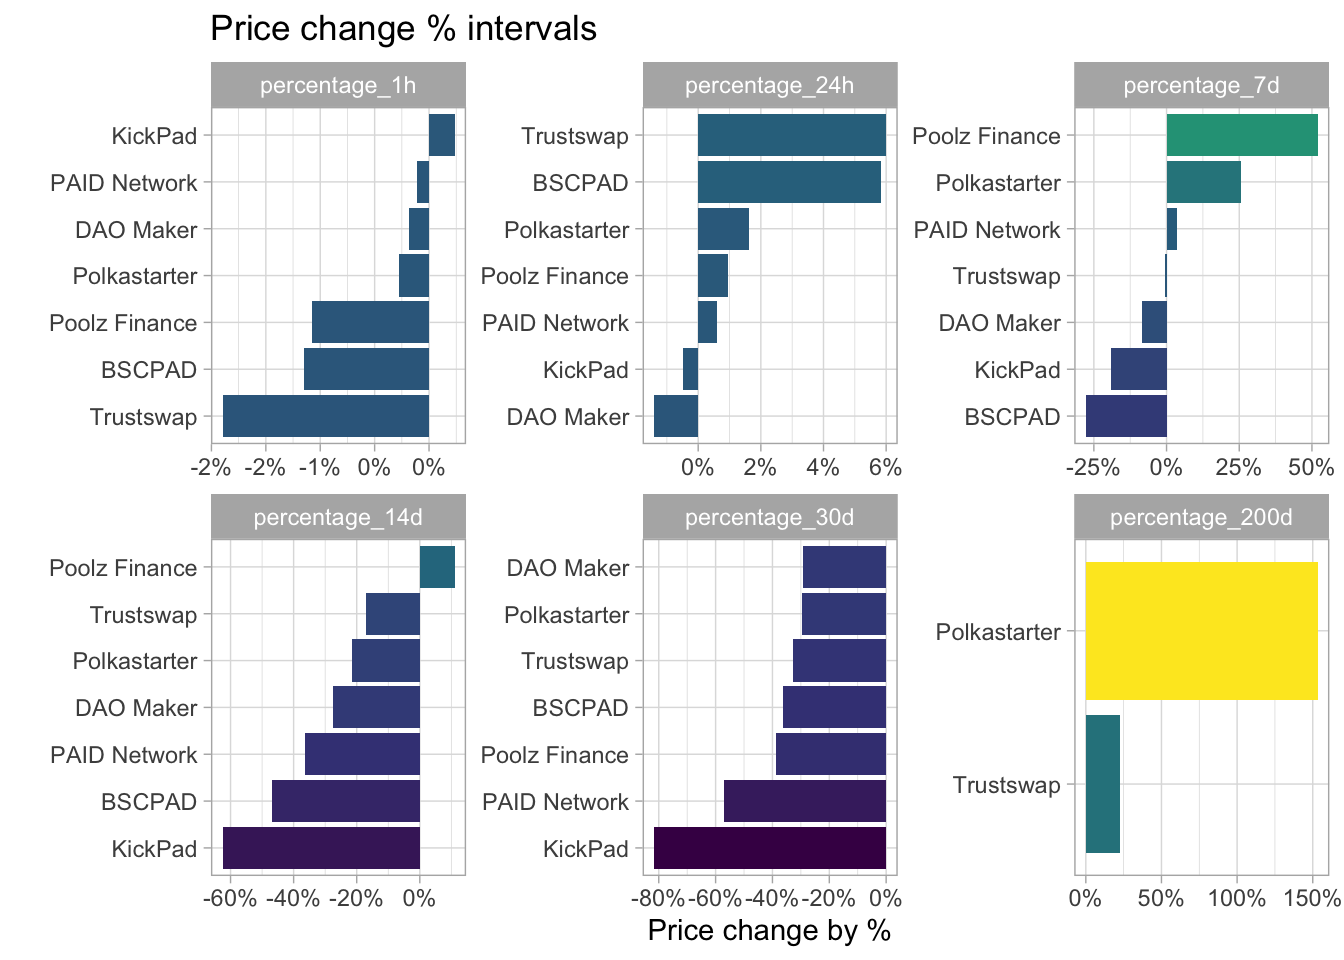 Price change % intervals
percentage_1h
KickPad
PAID Network
DAO Maker
Polkastarter
Poolz Finance
BSCPAD
Trustswap
-2% -2% -1% 0% 0%
percentage_24h
Trustswap
BSCPAD
Polkastarter
Poolz Finance
PAID Network
KickPad
DAO Maker
0% 2% 4% 6%
percentage_7d
Poolz Finance
Polkastarter
PAID Network
Trustswap
DAO Maker
KickPad
BSCPAD
-25% 0% 25% 50%
percentage_14d
Poolz Finance
Trustswap
Polkastarter
DAO Maker
PAID Network
BSCPAD
KickPad
-60% -40% -20% 0%
percentage_30d
DAO Maker
Polkastarter
Trustswap
BSCPAD
Poolz Finance
PAID Network
KickPad
-80% -60% -40% -20% 0%
percentage_200d
Polkastarter
Trustswap
0% 50% 100% 150%
Price change by %